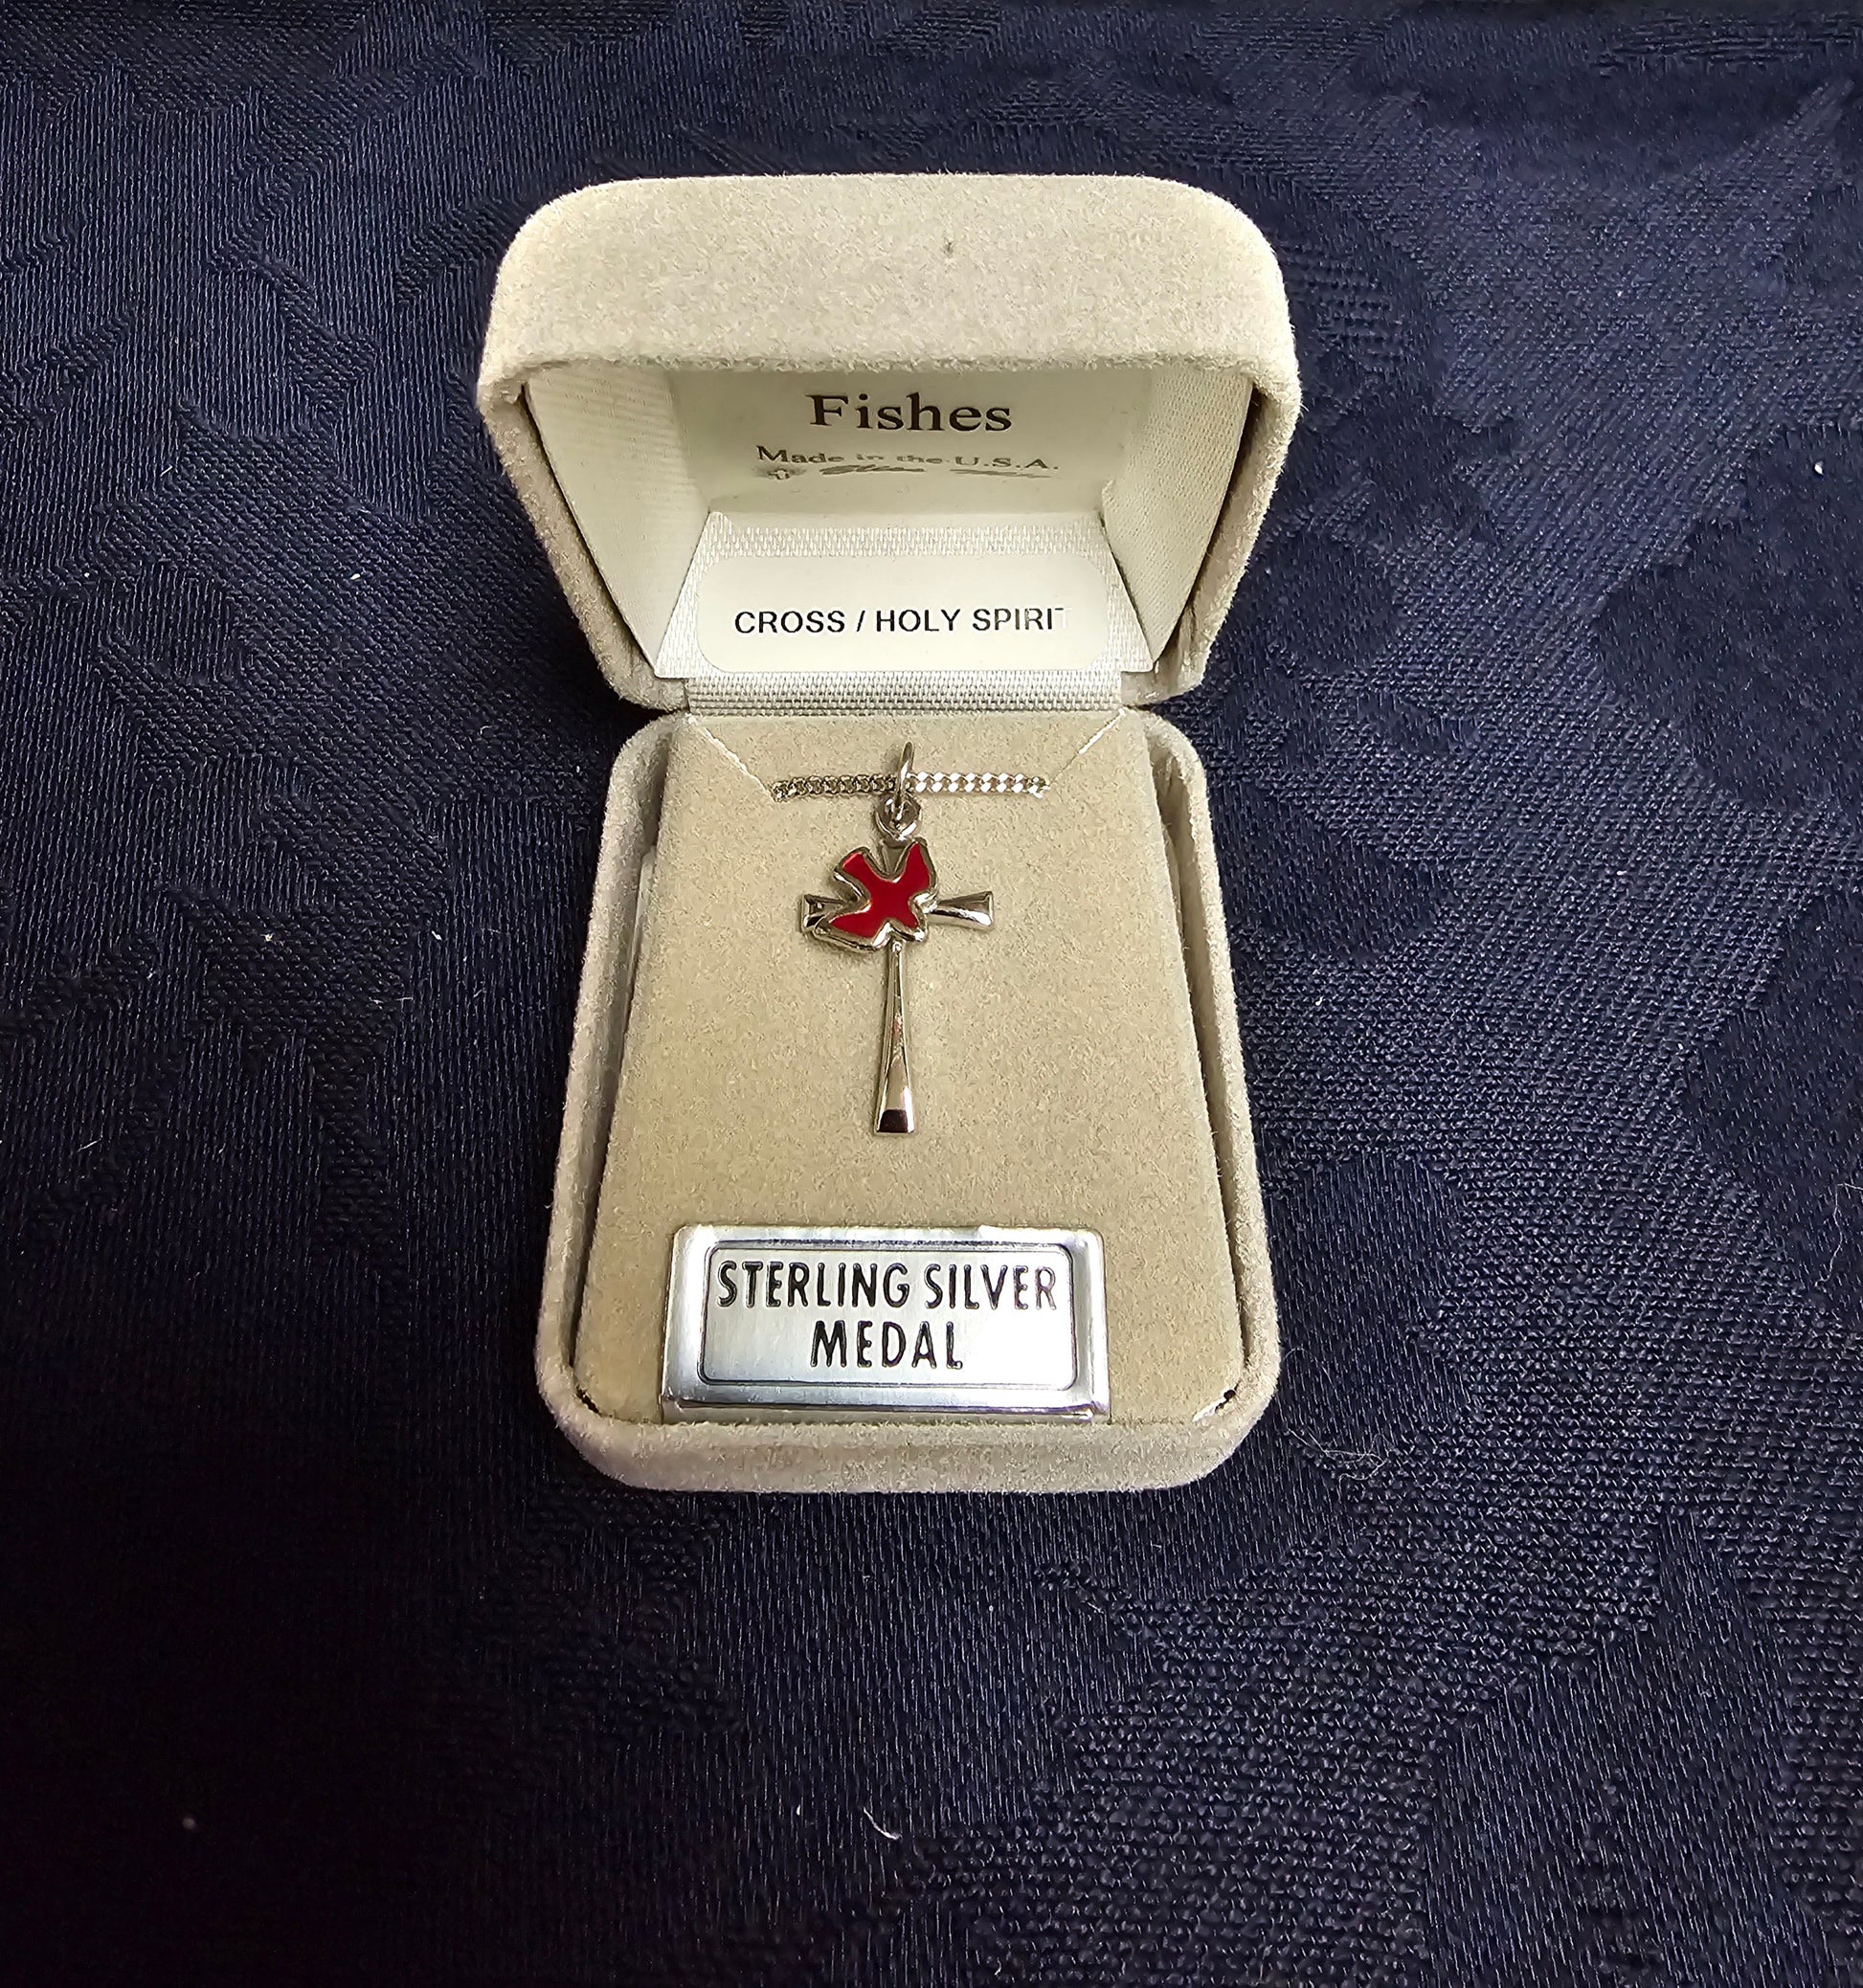 Fishes
Made in the U.S.A.
CROSS / HOLY SPIRIT
STERLING SILVER
MEDAL